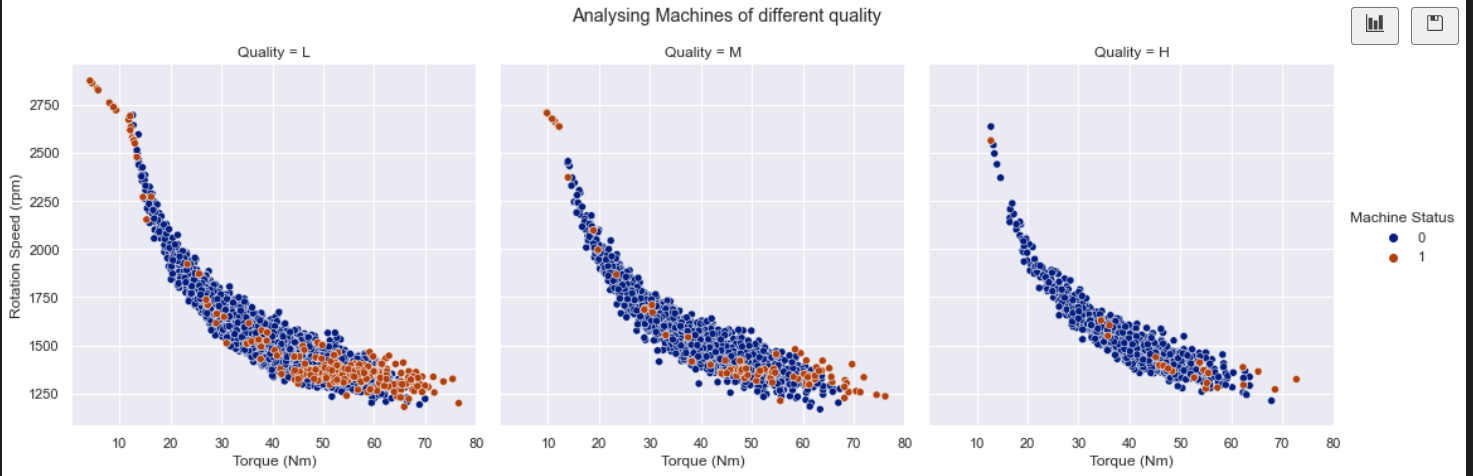 Analysing Machines of different quality
Quality = L
Quality = M
Quality = H
Rotation Speed (rpm)
2750
2500
2250
2000
1750
1500
1250
10 20 30 40 50 60 70 80
10 20 30 40 50 60 70 80
10 20 30 40 50 60 70 80
Torque (Nm)
Torque (Nm)
Torque (Nm)
Machine Status
0
1